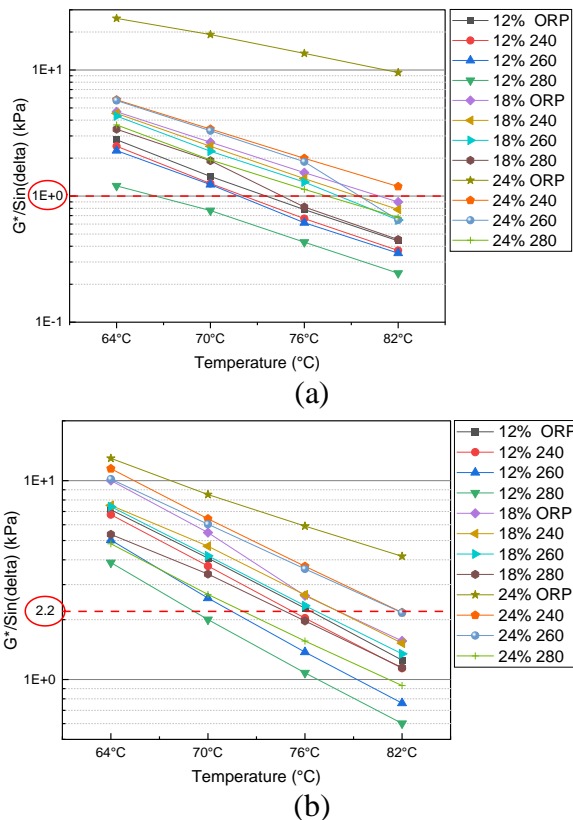 1E+1
1E+0
1E-1
G*/Sin(delta) (kPa)
64°C 70°C 76°C 82°C
Temperature (°C)
12%  ORP
12% 240
12% 260
12% 280
18% ORP
18% 240
18% 260
18% 280
24% ORP
24% 240
24% 260
24% 280
(a)
1E+1
2.2
1E+0
G*/Sin(delta) (kPa)
64°C 70°C 76°C 82°C
Temperature (°C)
12%  ORP
12% 240
12% 260
12% 280
18% ORP
18% 240
18% 260
18% 280
24% ORP
24% 240
24% 260
24% 280
(b)